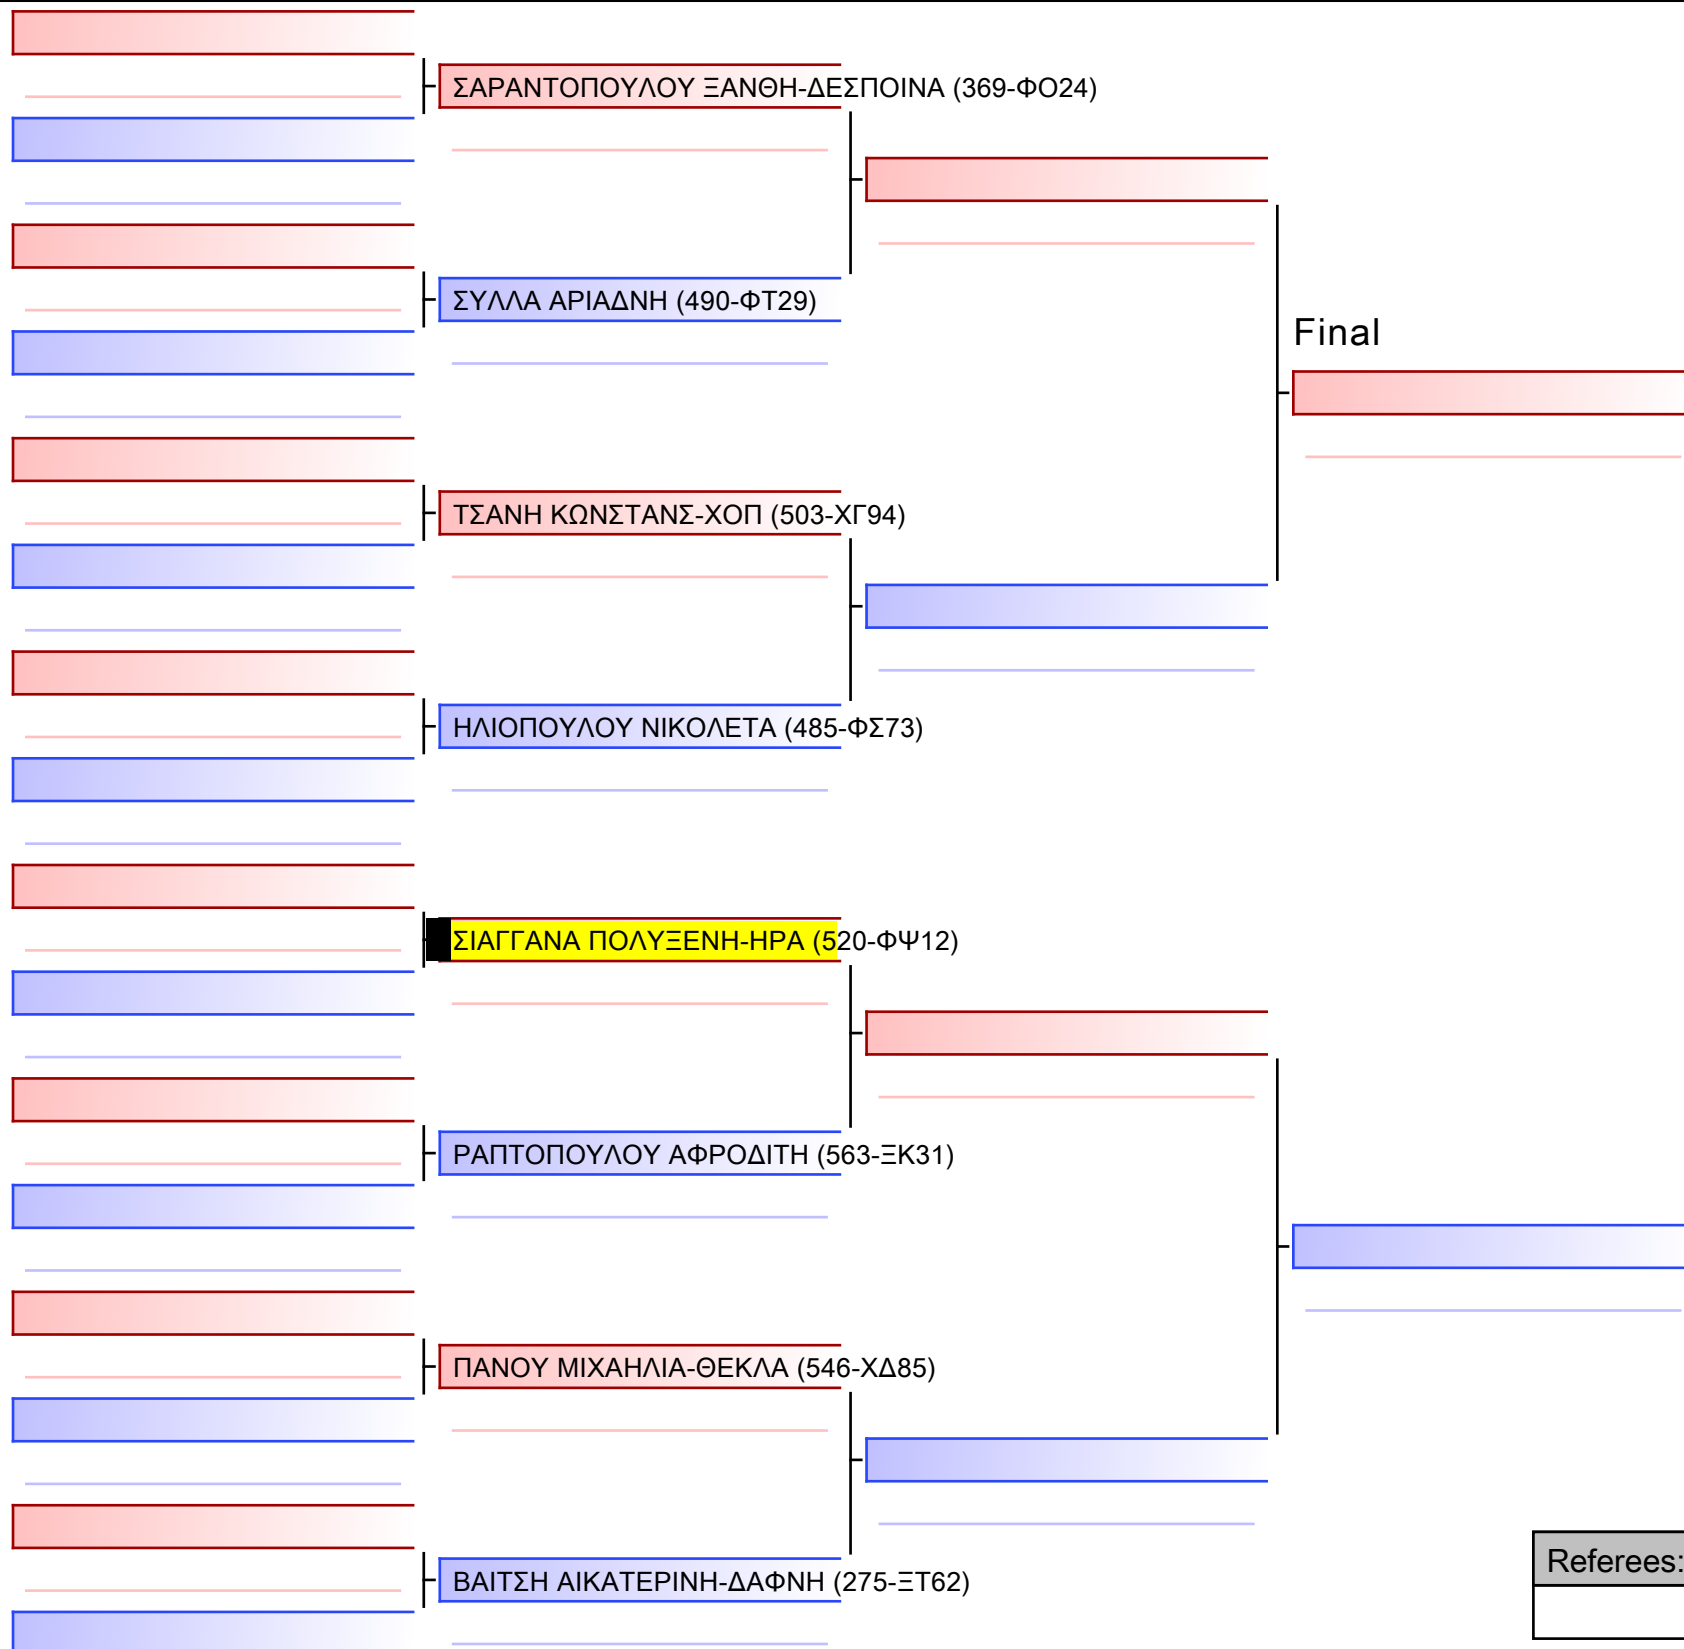 ΣΑΡΑΝΤΟΠΟΥΛΟΥ ΞΑΝΘΗ-ΔΕΣΠΟΙΝΑ (369-ΦΟ24)
ΣΥΛΛΑ ΑΡΙΑΔΝΗ (490-ΦΤ29)
Final
ΤΣΑΝΗ ΚΩΝΣΤΑΝΣ-ΧΟΠ (503-ΧΓ94)
ΗΛΙΟΠΟΥΛΟΥ ΝΙΚΟΛΕΤΑ (485-ΦΣ73)
ΣΙΑΓΓΑΝΑ ΠΟΛΥΞΕΝΗ-ΗΡΑ (520-ΦΨ12)
ΡΑΠΤΟΠΟΥΛΟΥ ΑΦΡΟΔΙΤΗ (563-ΞΚ31)
ΠΑΝΟΥ ΜΙΧΑΗΛΙΑ-ΘΕΚΛΑ (546-ΧΔ85)
ΒΑΙΤΣΗ ΑΙΚΑΤΕΡΙΝΗ-ΔΑΦΝΗ (275-ΞΤ62)
Referees: